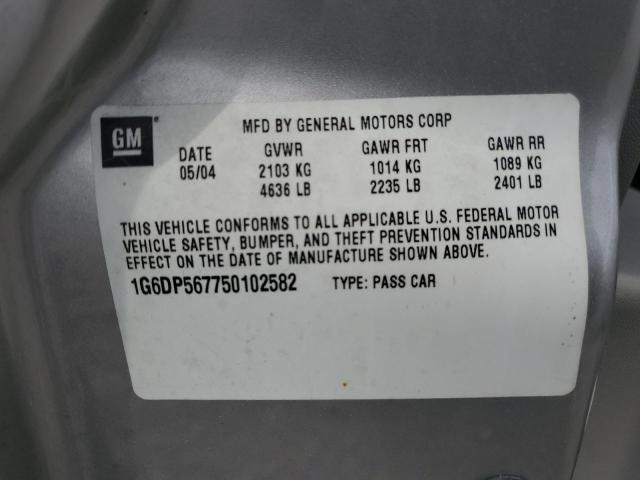 GM
MFD BY GENERAL MOTORS CORP
DATE GVWR GAWR FRT GAWR RR
05/04 2103 KG 1014 KG 1089 KG
4636 LB 2235 LB 2401 LB
THIS VEHICLE CONFORMS TO ALL APPLICABLE U.S. FEDERAL MOTOR
VEHICLE SAFETY, BUMPER, AND THEFT PREVENTION STANDARDS IN
EFFECT ON THE DATE OF MANUFACTURE SHOWN ABOVE.
1G6DP567750102582 TYPE: PASS CAR